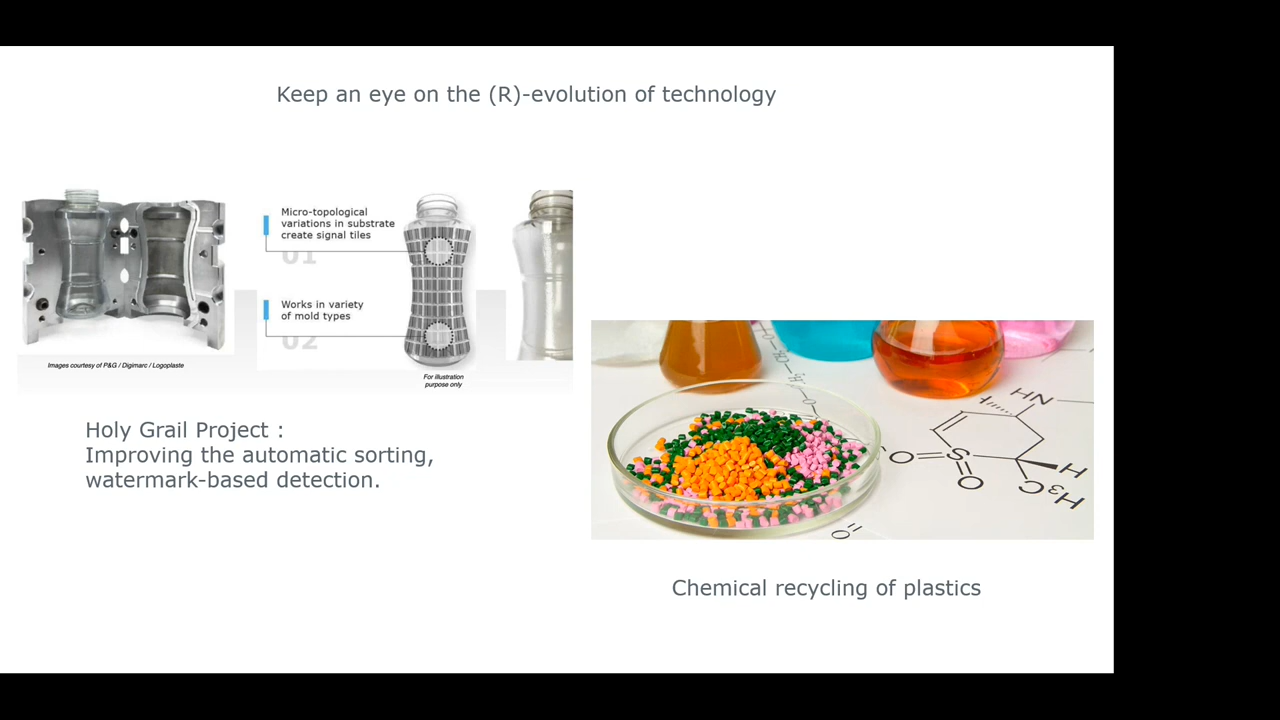 Keep an eye on the (R)-evolution of technology
Micro-topological
variations in substrate
create signal tiles
01
Works in variety
of mold types
02
Images courtesy of P&G / Digimarc / Logoplaste
For illustration
purpose only
Holy Grail Project :
Improving the automatic sorting,
watermark-based detection.
HN
S
O
O
H
H₃C
O
Chemical recycling of plastics